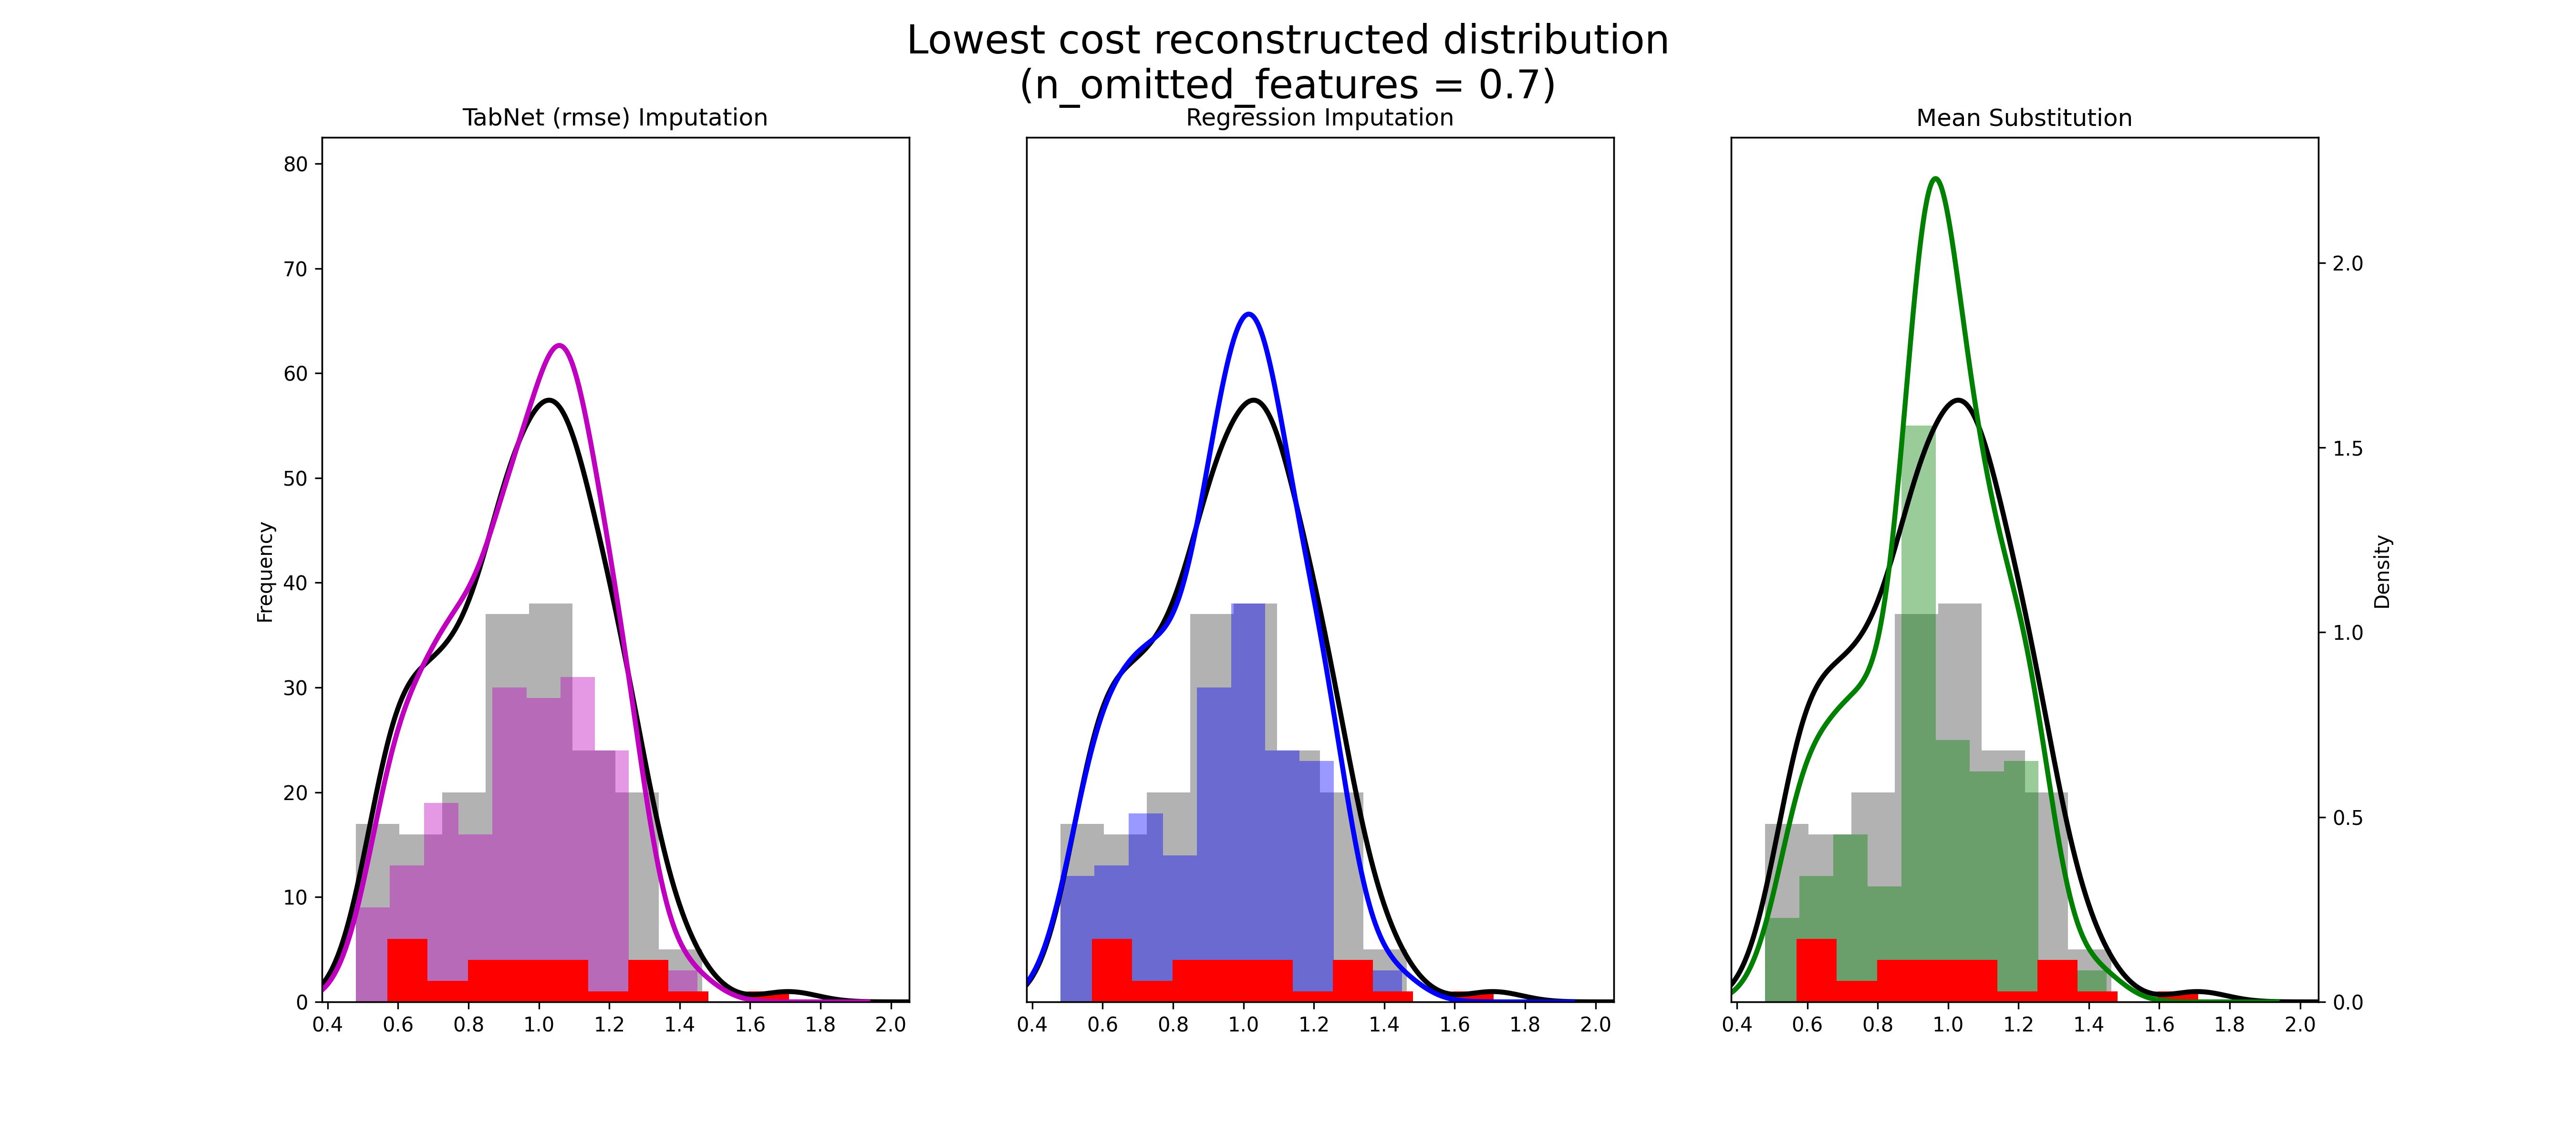 Lowest cost reconstructed distribution
(n_omitted_features = 0.7)
TabNet (rmse) Imputation
Regression Imputation
Mean Substitution
80
70
60
50
40
30
20
10
0
Frequency
0.4 0.6 0.8 1.0 1.2 1.4 1.6 1.8 2.0
0.4 0.6 0.8 1.0 1.2 1.4 1.6 1.8 2.0
0.4 0.6 0.8 1.0 1.2 1.4 1.6 1.8 2.0
2.0
1.5
1.0
0.5
0.0
Density